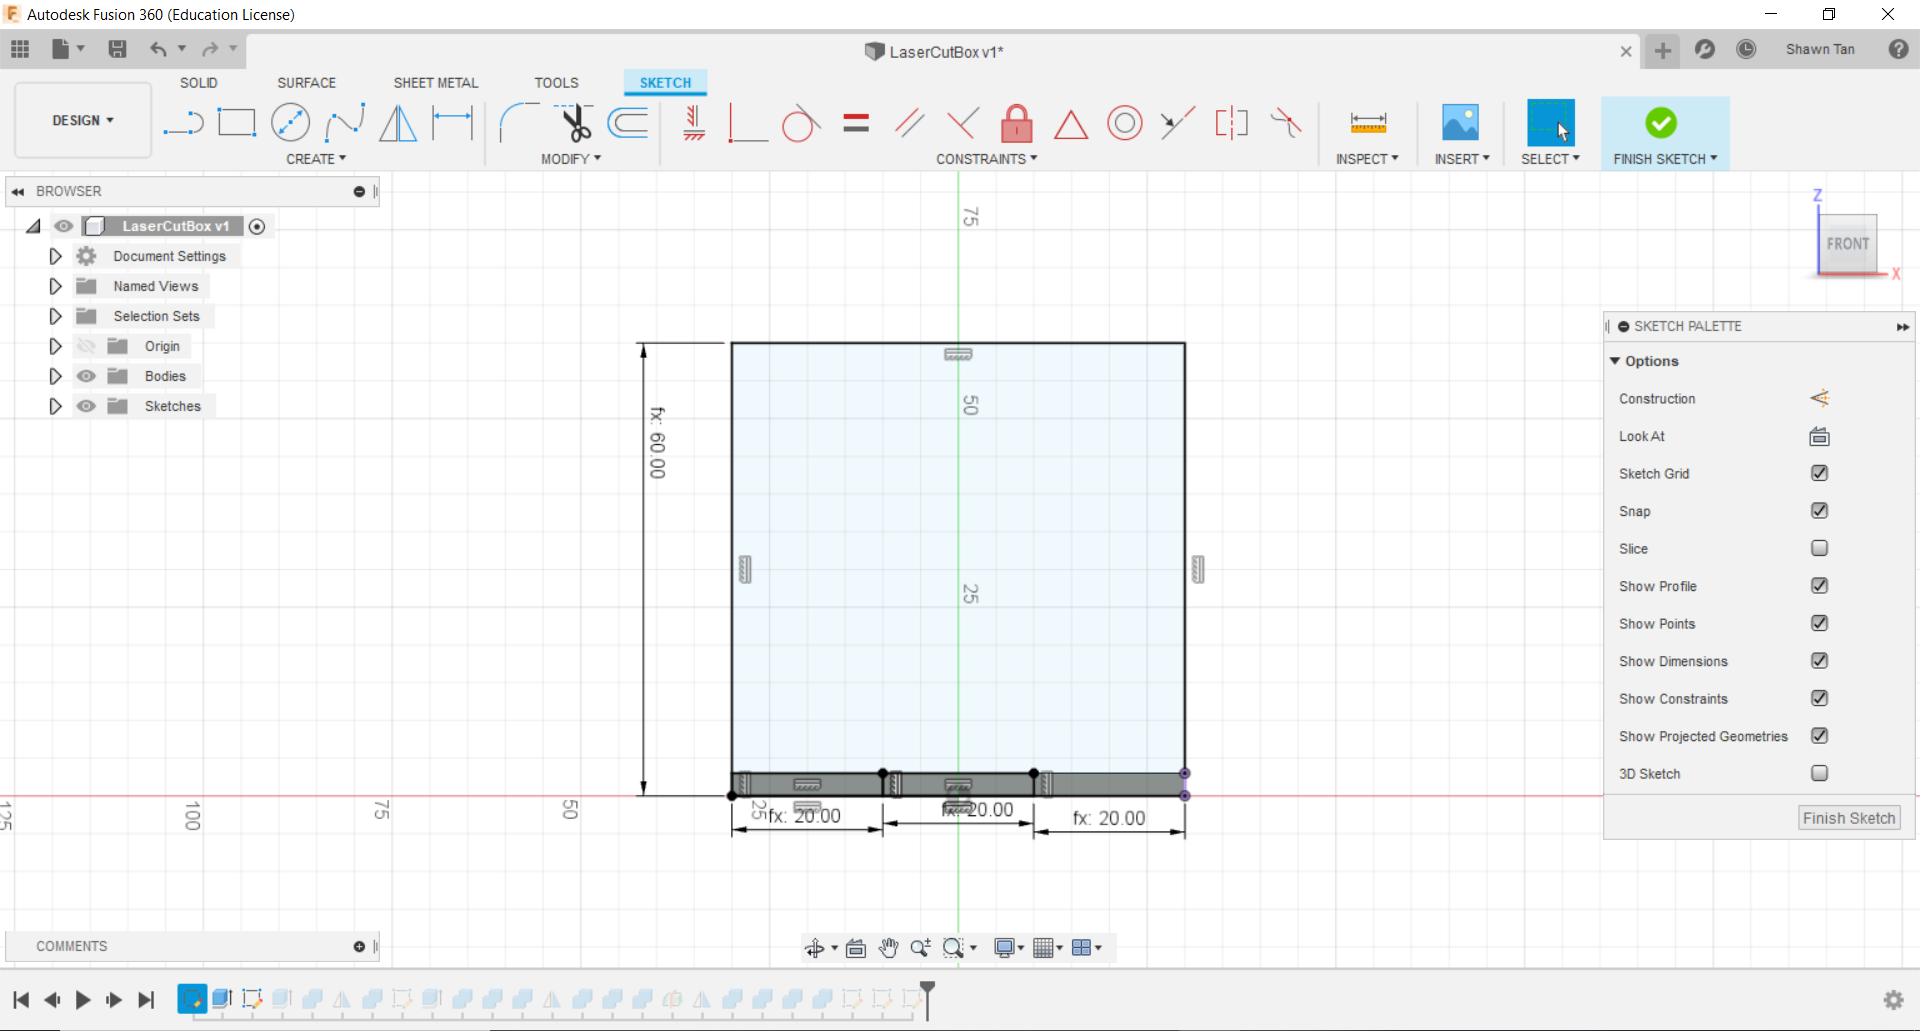 Autodesk Fusion 360 (Education License)
LaserCutBox v1*
Shawn Tan
SOLID
SURFACE
SHEET METAL
TOOLS
SKETCH
DESIGN
CREATE
MODIFY
CONSTRAINTS
INSPECT
INSERT
SELECT
FINISH SKETCH
BROWSER
LaserCutBox v1
Document Settings
Named Views
Selection Sets
Origin
Bodies
Sketches
75
50
25
fx: 60.00
125
100
75
50
25
fx: 20.00
fx: 20.00
fx: 20.00
Z
FRONT
X
SKETCH PALETTE
Options
Construction
Look At
Sketch Grid
Snap
Slice
Show Profile
Show Points
Show Dimensions
Show Constraints
Show Projected Geometries
3D Sketch
Finish Sketch
COMMENTS